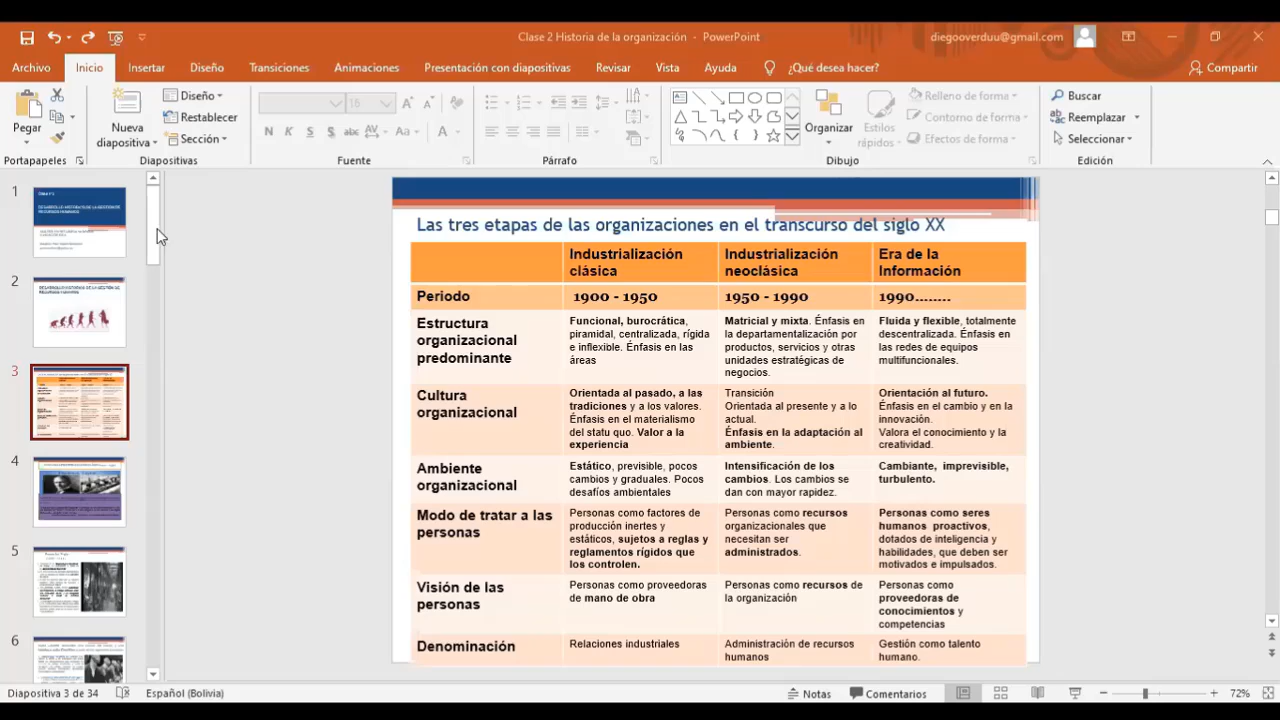 Clase 2 Historia de la organización - PowerPoint
diegooverduu@gmail.com
Archivo
Inicio
Insertar
Diseño
Transiciones
Animaciones
Presentación con diapositivas
Revisar
Vista
Ayuda
¿Qué desea hacer?
Compartir
Pegar
Nueva
diapositiva
Diseño
Restablecer
Sección
18
N K S S abc AV Aa A
Organizar
Estilos
rápidos
Relleno de forma
Contorno de forma
Efectos de forma
Buscar
Reemplazar
Seleccionar
Portapapeles
Diapositivas
Fuente
Párrafo
Dibujo
Edición
1
2
3
4
5
6
Las tres etapas de las organizaciones en el transcurso del siglo XX
Industrialización
clásica
Industrialización
neoclásica
Era de la
Información
Periodo
1900 - 1950
1950 - 1990
1990........
Estructura
organizacional
predominante
Funcional, burocrática,
piramidal, centralizada, rígida
e inflexible. Énfasis en las
áreas
Matricial y mixta. Énfasis en
la departamentalización por
productos, servicios y otras
unidades estratégicas de
negocios.
Fluida y flexible, totalmente
descentralizada. Énfasis en
las redes de equipos
multifuncionales.
Cultura
organizacional
Orientada al pasado, a las
tradiciones y a los valores.
Énfasis en el materialismo
del statu quo. Valor a la
experiencia
Transición
Orientada al presente y a lo
actual.
Énfasis en la adaptación al
ambiente.
Orientación al futuro.
Énfasis en el cambio y en la
innovación.
Valora el conocimiento y la
creatividad.
Ambiente
organizacional
Estático, previsible, pocos
cambios y graduales. Pocos
desafíos ambientales
Intensificación de los
cambios. Los cambios se
dan con mayor rapidez.
Cambiante, imprevisible,
turbulento.
Modo de tratar a las
personas
Personas como factores de
producción inertes y
estáticos, sujetos a reglas y
reglamentos rígidos que
los controlen.
Personas como recursos
organizacionales que
necesitan ser
administrados.
Personas como seres
humanos proactivos,
dotados de inteligencia y
habilidades, que deben ser
motivados e impulsados.
Visión de las
personas
Personas como proveedoras
de mano de obra
Personas como recursos de
la organización
Personas como
proveedoras de
conocimientos y
competencias
Denominación
Relaciones industriales
Administración de recursos
humanos
Gestión como talento
humano.
Diapositiva 3 de 34
Español (Bolivia)
Notas
Comentarios
72%